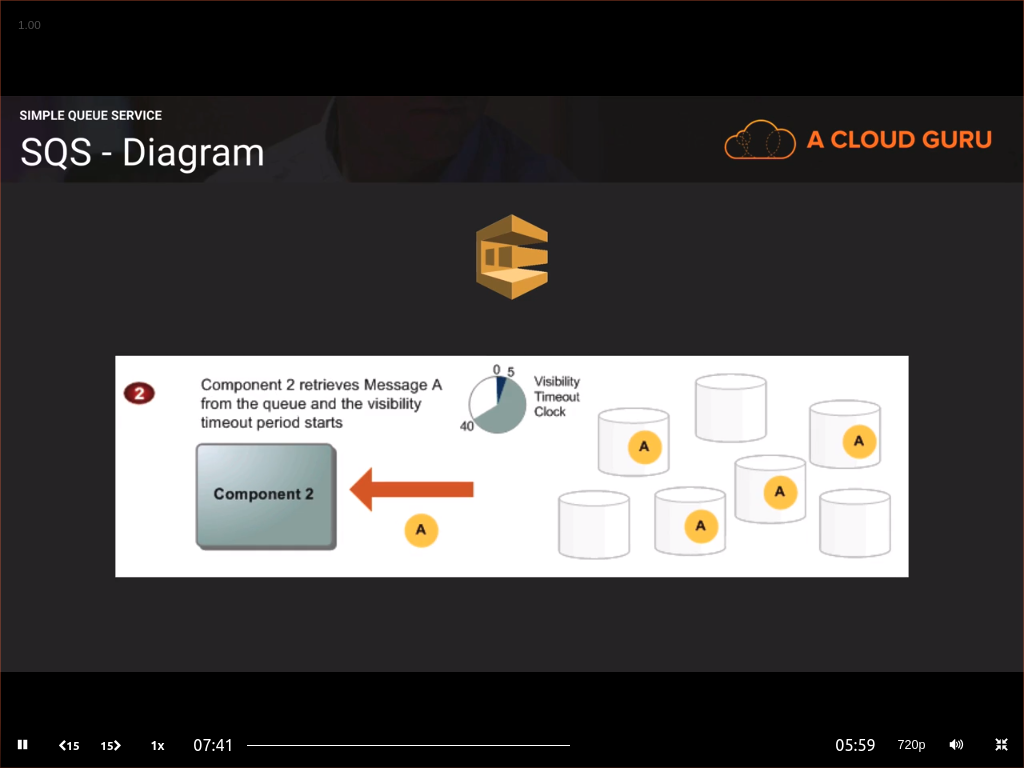 1.00
SIMPLE QUEUE SERVICE
SQS - Diagram
A CLOUD GURU
2
Component 2 retrieves Message A
from the queue and the visibility
timeout period starts
0 5
40
Visibility
Timeout
Clock
Component 2
A
A
A
A
A
15
15
1x
07:41
05:59
720p